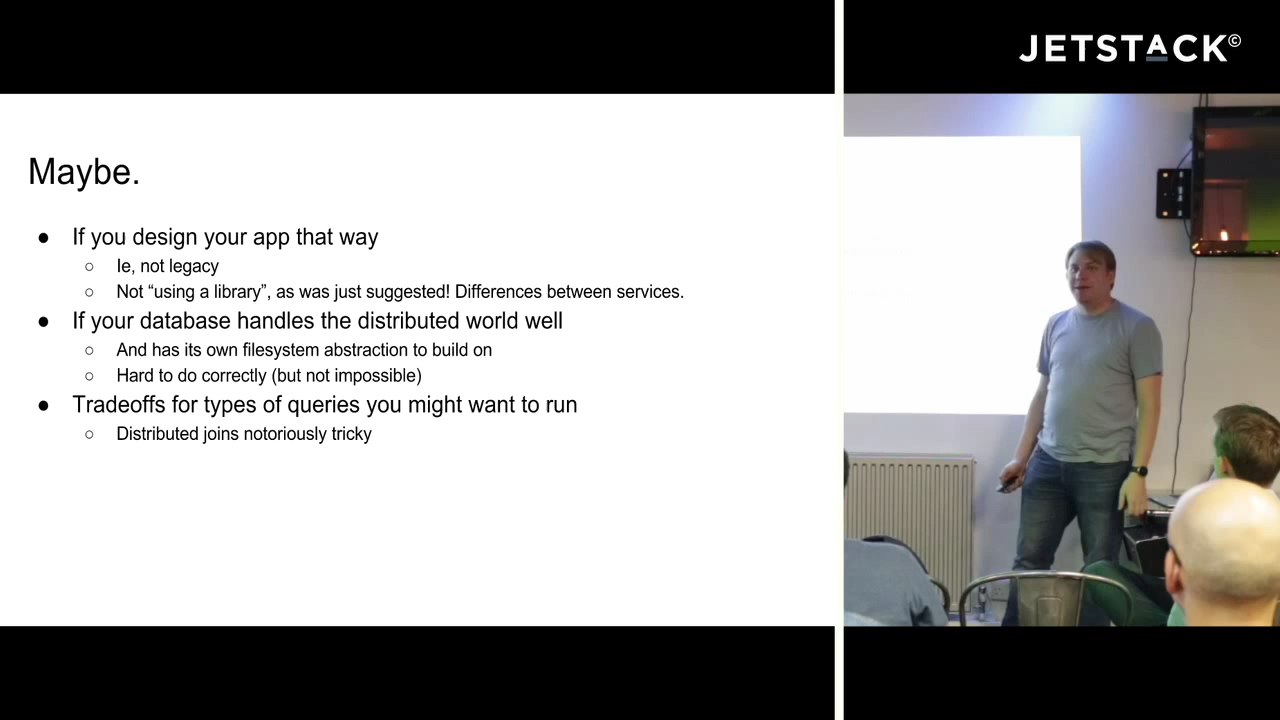 JETSTACK©
Maybe.
● If you design your app that way
○ Ie, not legacy
○ Not “using a library”, as was just suggested! Differences between services.
● If your database handles the distributed world well
○ And has its own filesystem abstraction to build on
○ Hard to do correctly (but not impossible)
● Tradeoffs for types of queries you might want to run
○ Distributed joins notoriously tricky